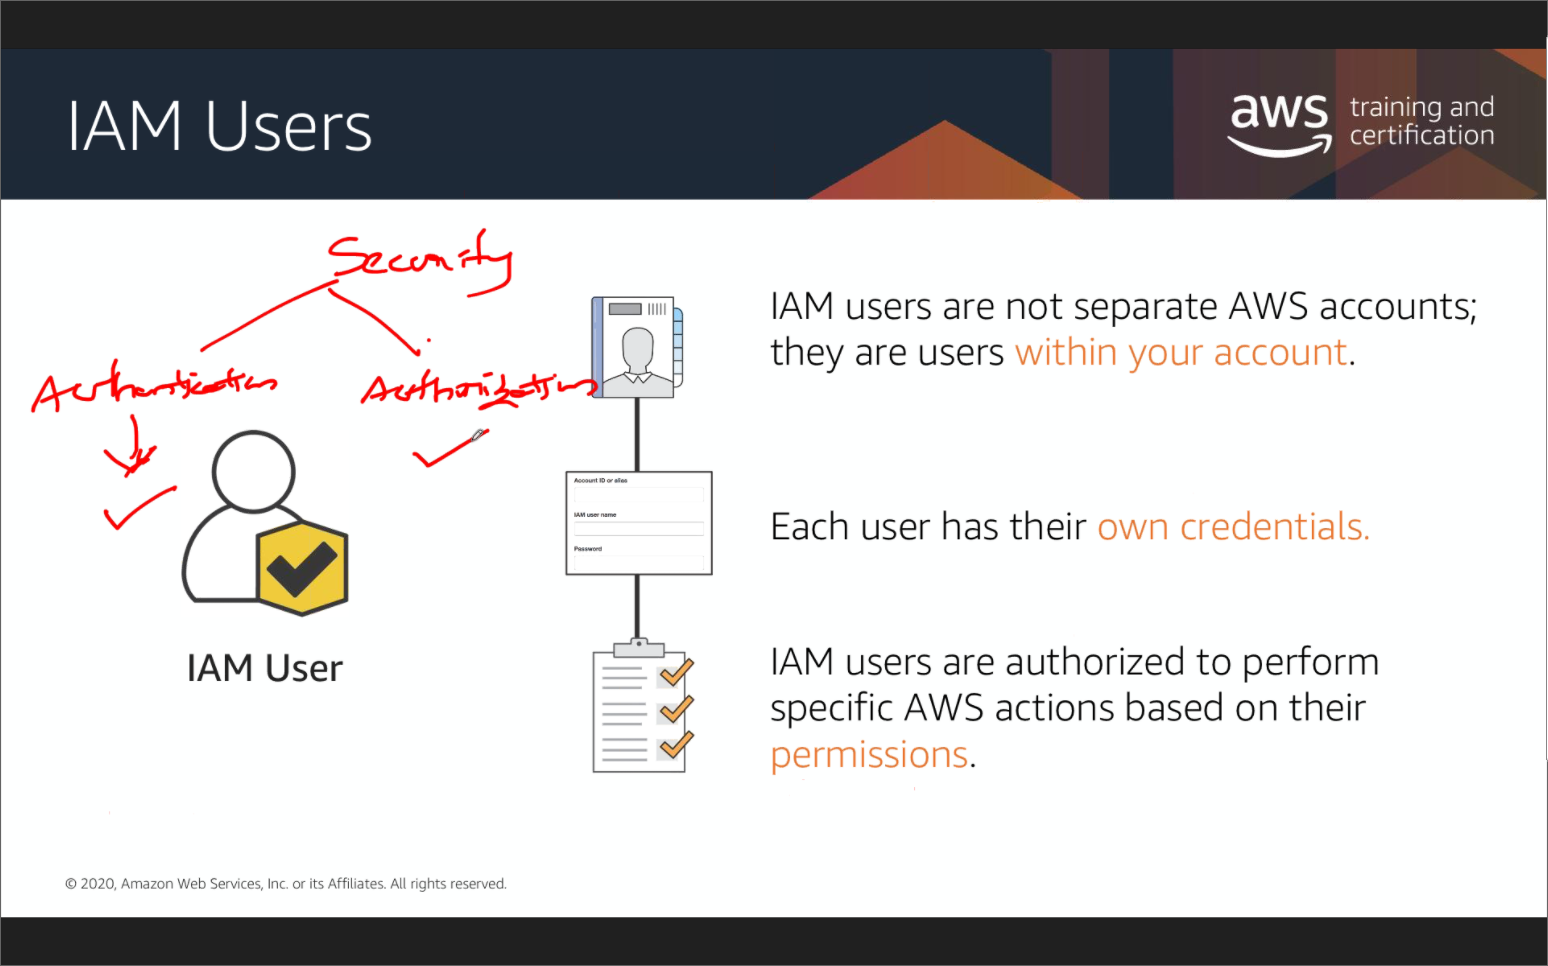 IAM Users
aws training and
certification
Security
Authentication Authorization
IAM users are not separate AWS accounts;
they are users within your account.
Account ID or alias
IAM user name
Password
Each user has their own credentials.
IAM User
IAM users are authorized to perform
specific AWS actions based on their
permissions.
© 2020, Amazon Web Services, Inc. or its Affiliates. All rights reserved.